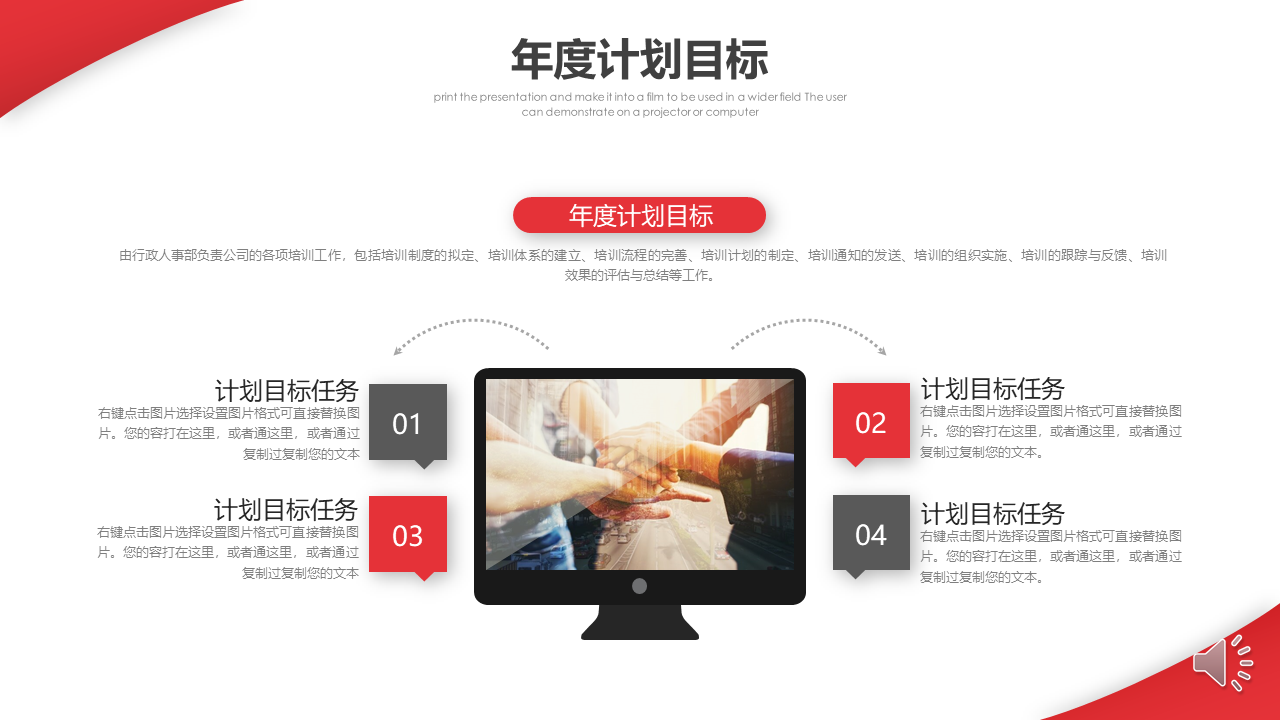 年度计划目标
print the presentation and make it into a film to be used in a wider field The user
can demonstrate on a projector or computer
年度计划目标
由行政人事部负责公司的各项培训工作，包括培训制度的拟定、培训体系的建立、培训流程的完善、培训计划的制定、培训通知的发送、培训的组织实施、培训的跟踪与反馈、培训
效果的评估与总结等工作。
计划目标任务
右键点击图片选择设置图片格式可直接替换图
片。您的容打在这里，或者通这里，或者通过
复制过复制您的文本
01
02
计划目标任务
右键点击图片选择设置图片格式可直接替换图
片。您的容打在这里，或者通这里，或者通过
复制过复制您的文本。
计划目标任务
右键点击图片选择设置图片格式可直接替换图
片。您的容打在这里，或者通这里，或者通过
复制过复制您的文本
03
04
计划目标任务
右键点击图片选择设置图片格式可直接替换图
片。您的容打在这里，或者通这里，或者通过
复制过复制您的文本。